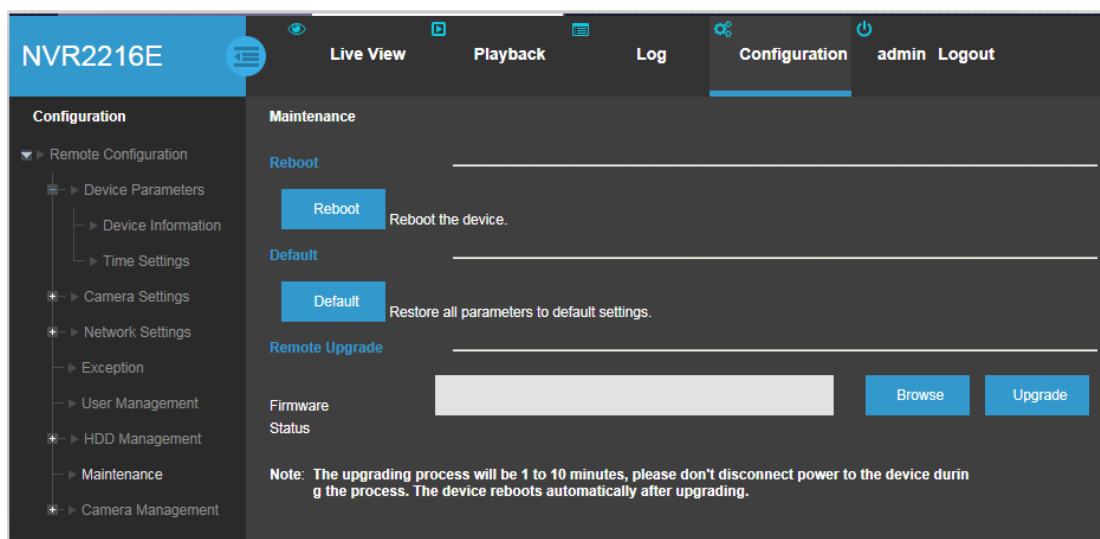 NVR2216E
Live View
Playback
Log
Configuration
admin Logout
Configuration
Remote Configuration
Device Parameters
Device Information
Time Settings
Camera Settings
Network Settings
Exception
User Management
HDD Management
Maintenance
Camera Management
Maintenance
Reboot
Reboot Reboot the device.
Default
Default Restore all parameters to default settings.
Remote Upgrade
Firmware Browse Upgrade
Status
Note: The upgrading process will be 1 to 10 minutes, please don't disconnect power to the device durin
g the process. The device reboots automatically after upgrading.